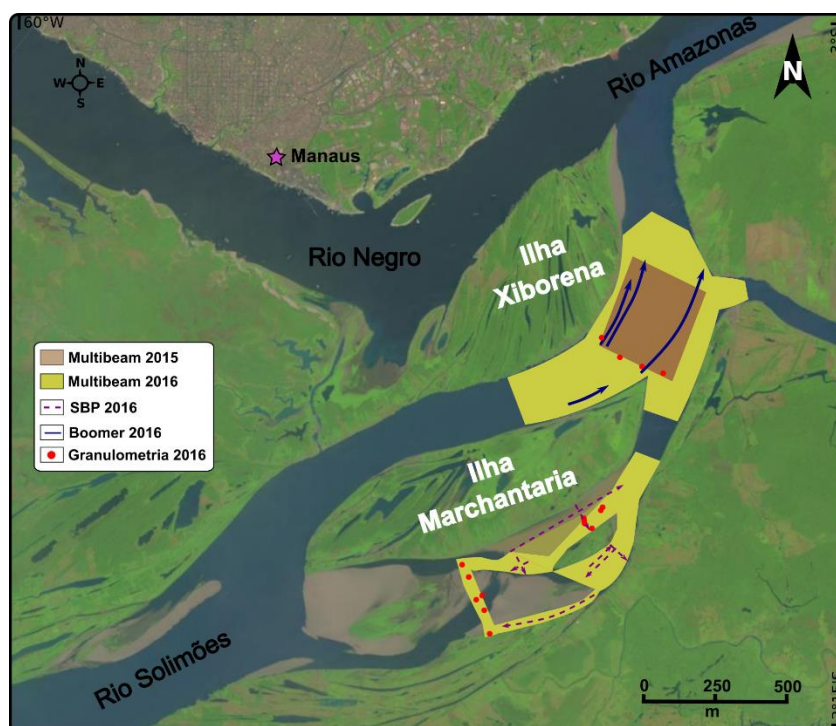 60°W
Rio Amazonas
N
W E
S
N
Manaus
Rio Negro
Ilha
Xiborena
Multibeam 2015
Multibeam 2016
SBP 2016
Boomer 2016
Granulometria 2016
Ilha
Marchantaria
Rio Solimões
0 250 500
m